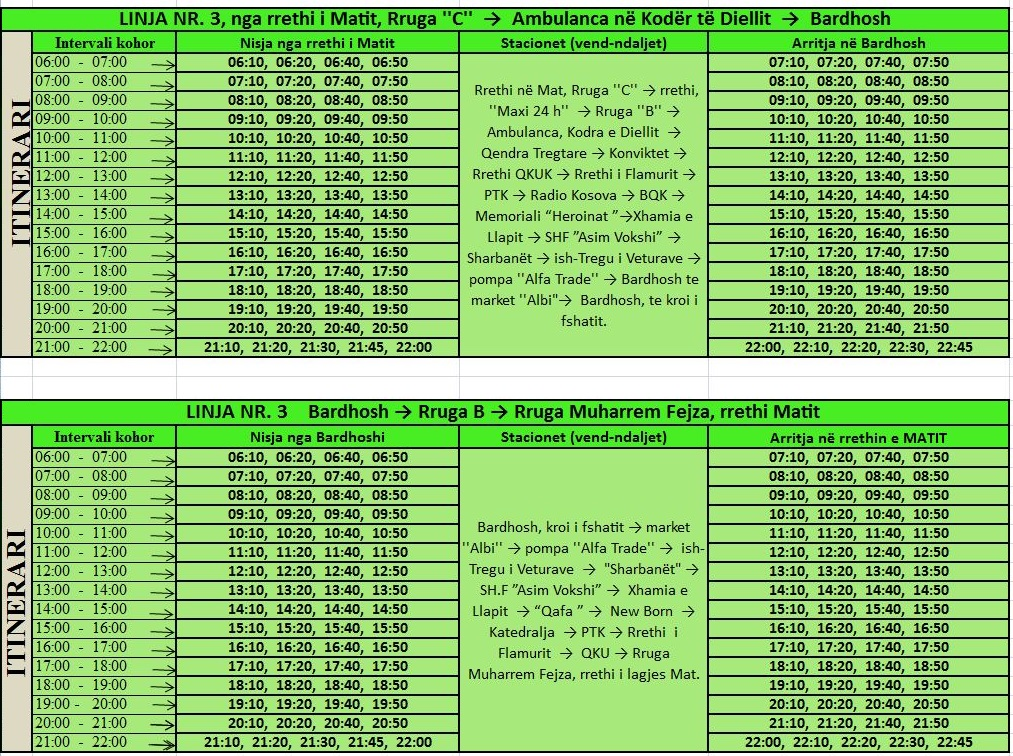 LINJA NR. 3, nga rrethi i Matit, Rruga ''C'' → Ambulanca në Kodër të Diellit → Bardhosh
ITINERARI
Intervali kohor Nisja nga rrethi i Matit Stacionet (vend-ndaljet) Arritja në Bardhosh
06:00 - 07:00 → 06:10, 06:20, 06:40, 06:50 07:10, 07:20, 07:40, 07:50
07:00 - 08:00 → 07:10, 07:20, 07:40, 07:50 08:10, 08:20, 08:40, 08:50
08:00 - 09:00 → 08:10, 08:20, 08:40, 08:50 09:10, 09:20, 09:40, 09:50
09:00 - 10:00 → 09:10, 09:20, 09:40, 09:50 10:10, 10:20, 10:40, 10:50
10:00 - 11:00 → 10:10, 10:20, 10:40, 10:50 11:10, 11:20, 11:40, 11:50
11:00 - 12:00 → 11:10, 11:20, 11:40, 11:50 12:10, 12:20, 12:40, 12:50
12:00 - 13:00 → 12:10, 12:20, 12:40, 12:50 13:10, 13:20, 13:40, 13:50
13:00 - 14:00 → 13:10, 13:20, 13:40, 13:50 14:10, 14:20, 14:40, 14:50
14:00 - 15:00 → 14:10, 14:20, 14:40, 14:50 15:10, 15:20, 15:40, 15:50
15:00 - 16:00 → 15:10, 15:20, 15:40, 15:50 16:10, 16:20, 16:40, 16:50
16:00 - 17:00 → 16:10, 16:20, 16:40, 16:50 17:10, 17:20, 17:40, 17:50
17:00 - 18:00 → 17:10, 17:20, 17:40, 17:50 18:10, 18:20, 18:40, 18:50
18:00 - 19:00 → 18:10, 18:20, 18:40, 18:50 19:10, 19:20, 19:40, 19:50
19:00 - 20:00 → 19:10, 19:20, 19:40, 19:50 20:10, 20:20, 20:40, 20:50
20:00 - 21:00 → 20:10, 20:20, 20:40, 20:50 21:10, 21:20, 21:40, 21:50
21:00 - 22:00 → 21:10, 21:20, 21:30, 21:45, 22:00 22:00, 22:10, 22:20, 22:30, 22:45
Rrethi në Mat, Rruga ''C'' → rrethi,
''Maxi 24 h'' → Rruga ''B'' →
Ambulanca, Kodra e Diellit →
Qendra Tregtare → Konviktet →
Rrethi QKUK → Rrethi i Flamurit →
PTK → Radio Kosova → BQK →
Memoriali “Heroinat ”→Xhamia e
Llapit → SHF ”Asim Vokshi” →
Sharbanët → ish-Tregu i Veturave →
pompa ''Alfa Trade'' → Bardhosh te
market ''Albi''→ Bardhosh, te kroi i
fshatit.
LINJA NR. 3 Bardhosh → Rruga B → Rruga Muharrem Fejza, rrethi Matit
ITINERARI
Intervali kohor Nisja nga Bardhoshi Stacionet (vend-ndaljet) Arritja në rrethin e MATIT
06:00 - 07:00 → 06:10, 06:20, 06:40, 06:50 07:10, 07:20, 07:40, 07:50
07:00 - 08:00 → 07:10, 07:20, 07:40, 07:50 08:10, 08:20, 08:40, 08:50
08:00 - 09:00 → 08:10, 08:20, 08:40, 08:50 09:10, 09:20, 09:40, 09:50
09:00 - 10:00 → 09:10, 09:20, 09:40, 09:50 10:10, 10:20, 10:40, 10:50
10:00 - 11:00 → 10:10, 10:20, 10:40, 10:50 11:10, 11:20, 11:40, 11:50
11:00 - 12:00 → 11:10, 11:20, 11:40, 11:50 12:10, 12:20, 12:40, 12:50
12:00 - 13:00 → 12:10, 12:20, 12:40, 12:50 13:10, 13:20, 13:40, 13:50
13:00 - 14:00 → 13:10, 13:20, 13:40, 13:50 14:10, 14:20, 14:40, 14:50
14:00 - 15:00 → 14:10, 14:20, 14:40, 14:50 15:10, 15:20, 15:40, 15:50
15:00 - 16:00 → 15:10, 15:20, 15:40, 15:50 16:10, 16:20, 16:40, 16:50
16:00 - 17:00 → 16:10, 16:20, 16:40, 16:50 17:10, 17:20, 17:40, 17:50
17:00 - 18:00 → 17:10, 17:20, 17:40, 17:50 18:10, 18:20, 18:40, 18:50
18:00 - 19:00 → 18:10, 18:20, 18:40, 18:50 19:10, 19:20, 19:40, 19:50
19:00 - 20:00 → 19:10, 19:20, 19:40, 19:50 20:10, 20:20, 20:40, 20:50
20:00 - 21:00 → 20:10, 20:20, 20:40, 20:50 21:10, 21:20, 21:40, 21:50
21:00 - 22:00 → 21:10, 21:20, 21:30, 21:45, 22:00 22:00, 22:10, 22:20, 22:30, 22:45
Bardhosh, kroi i fshatit → market
''Albi'' → pompa ''Alfa Trade'' → ish-
Tregu i Veturave → "Sharbanët" →
SH.F ”Asim Vokshi” → Xhamia e
Llapit → “Qafa ” → New Born →
Katedralja → PTK → Rrethi i
Flamurit → QKU → Rruga
Muharrem Fejza, rrethi i lagjes Mat.